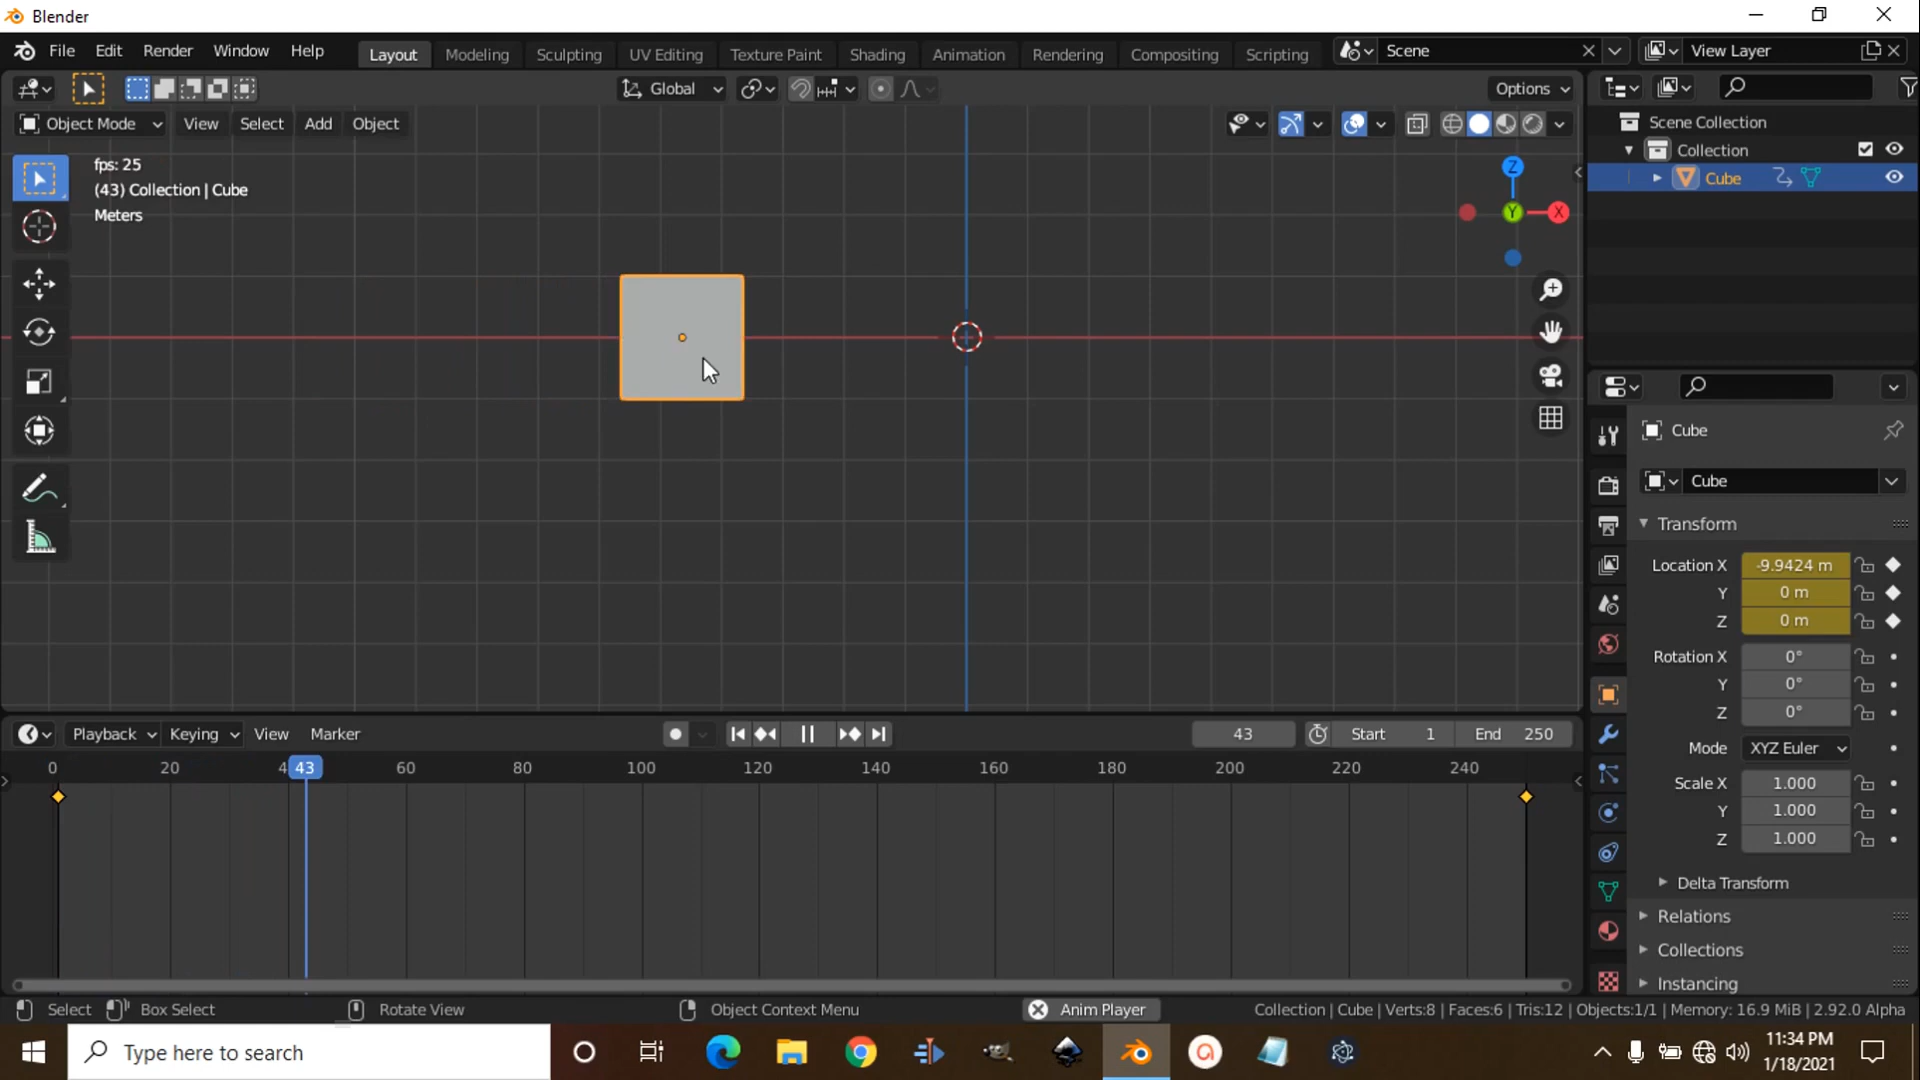 Blender
File Edit Render Window Help Layout Modeling Sculpting UV Editing Texture Paint Shading Animation Rendering Compositing Scripting Scene View Layer
Global Options
Object Mode View Select Add Object
Scene Collection
Collection
Cube
fps: 25
(43) Collection | Cube
Meters
Z
Y
X
Cube
Cube
Transform
Location X -9.9424 m
Y 0 m
Z 0 m
Rotation X 0°
Y 0°
Z 0°
Mode XYZ Euler
Scale X 1.000
Y 1.000
Z 1.000
Delta Transform
Relations
Collections
Instancing
Playback Keying View Marker 43 Start 1 End 250
0 20 4 43 60 80 100 120 140 160 180 200 220 240
Select Box Select Rotate View Object Context Menu Anim Player Collection | Cube | Verts:8 | Faces:6 | Tris:12 | Objects:1/1 | Memory: 16.9 MiB | 2.92.0 Alpha
Type here to search
11:34 PM
1/18/2021